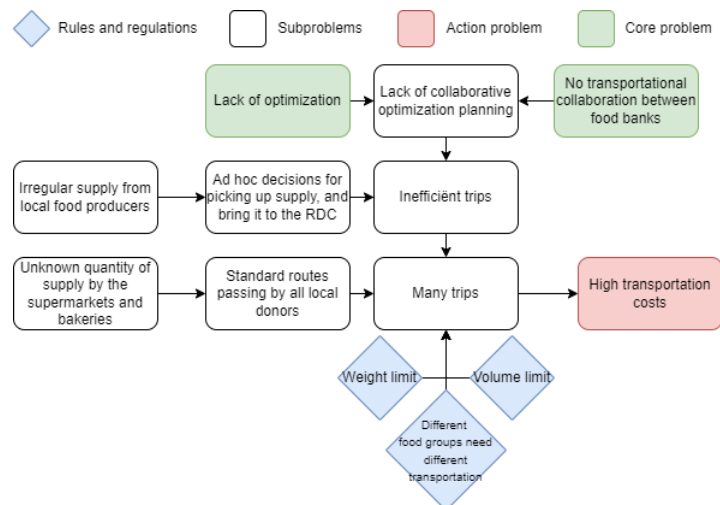 Rules and regulations
Subproblems
Action problem
Core problem
Lack of optimization
Lack of collaborative
optimization planning
No transportational
collaboration between
food banks
Irregular supply from
local food producers
Ad hoc decisions for
picking up supply, and
bring it to the RDC
Inefficiënt trips
Unknown quantity of
supply by the
supermarkets and
bakeries
Standard routes
passing by all local
donors
Many trips
High transportation
costs
Weight limit
Volume limit
Different
food groups need
different
transportation